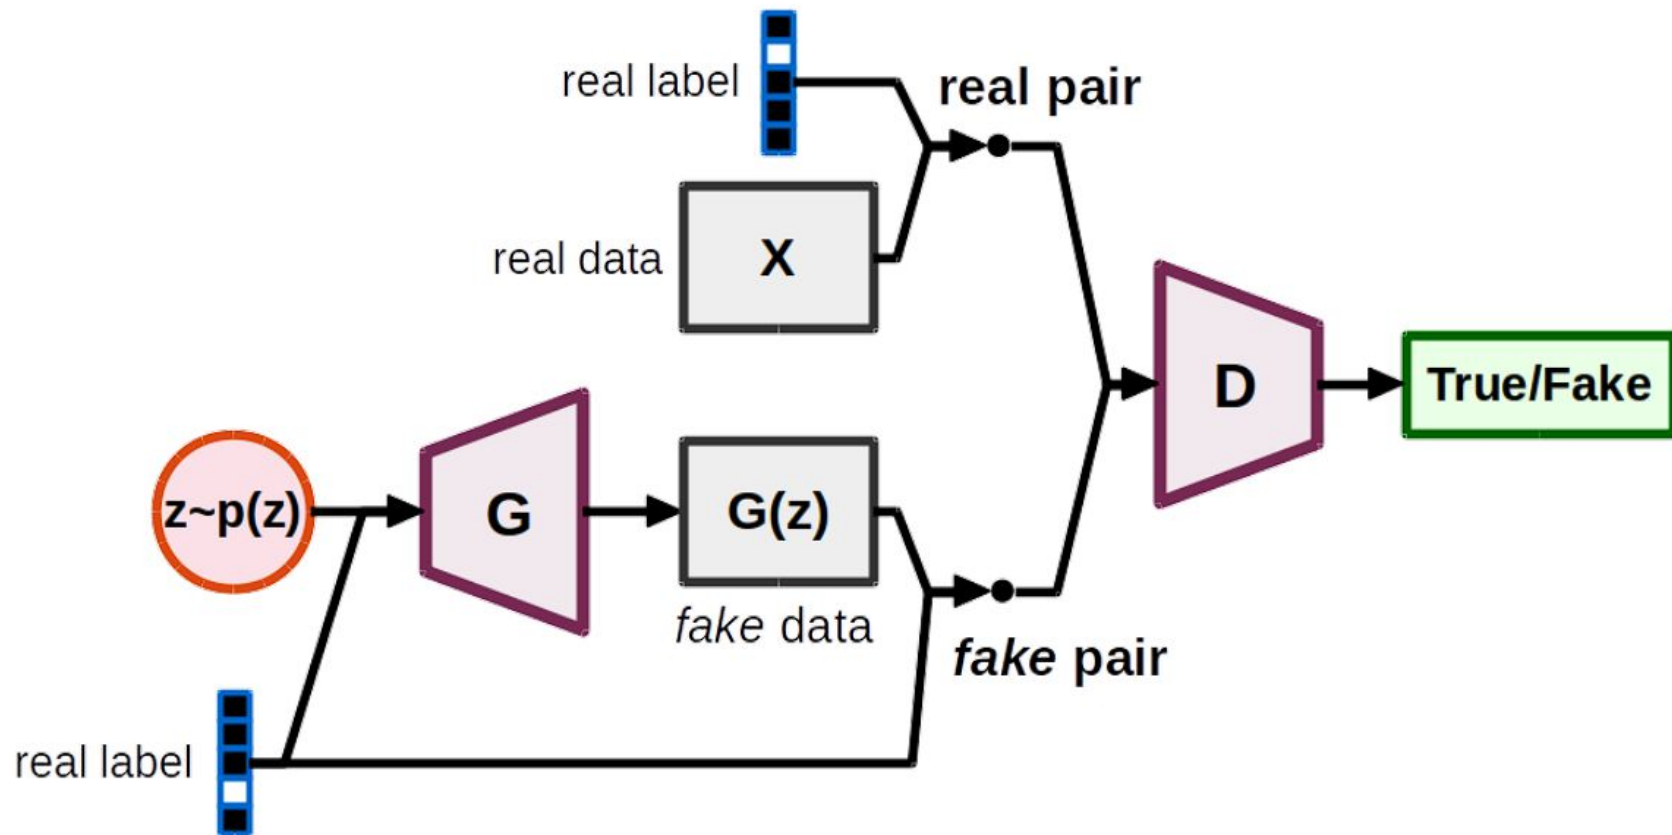 real label
real pair
real data
X
D
True/Fake
z~p(z)
G
G(z)
fake data
fake pair
real label